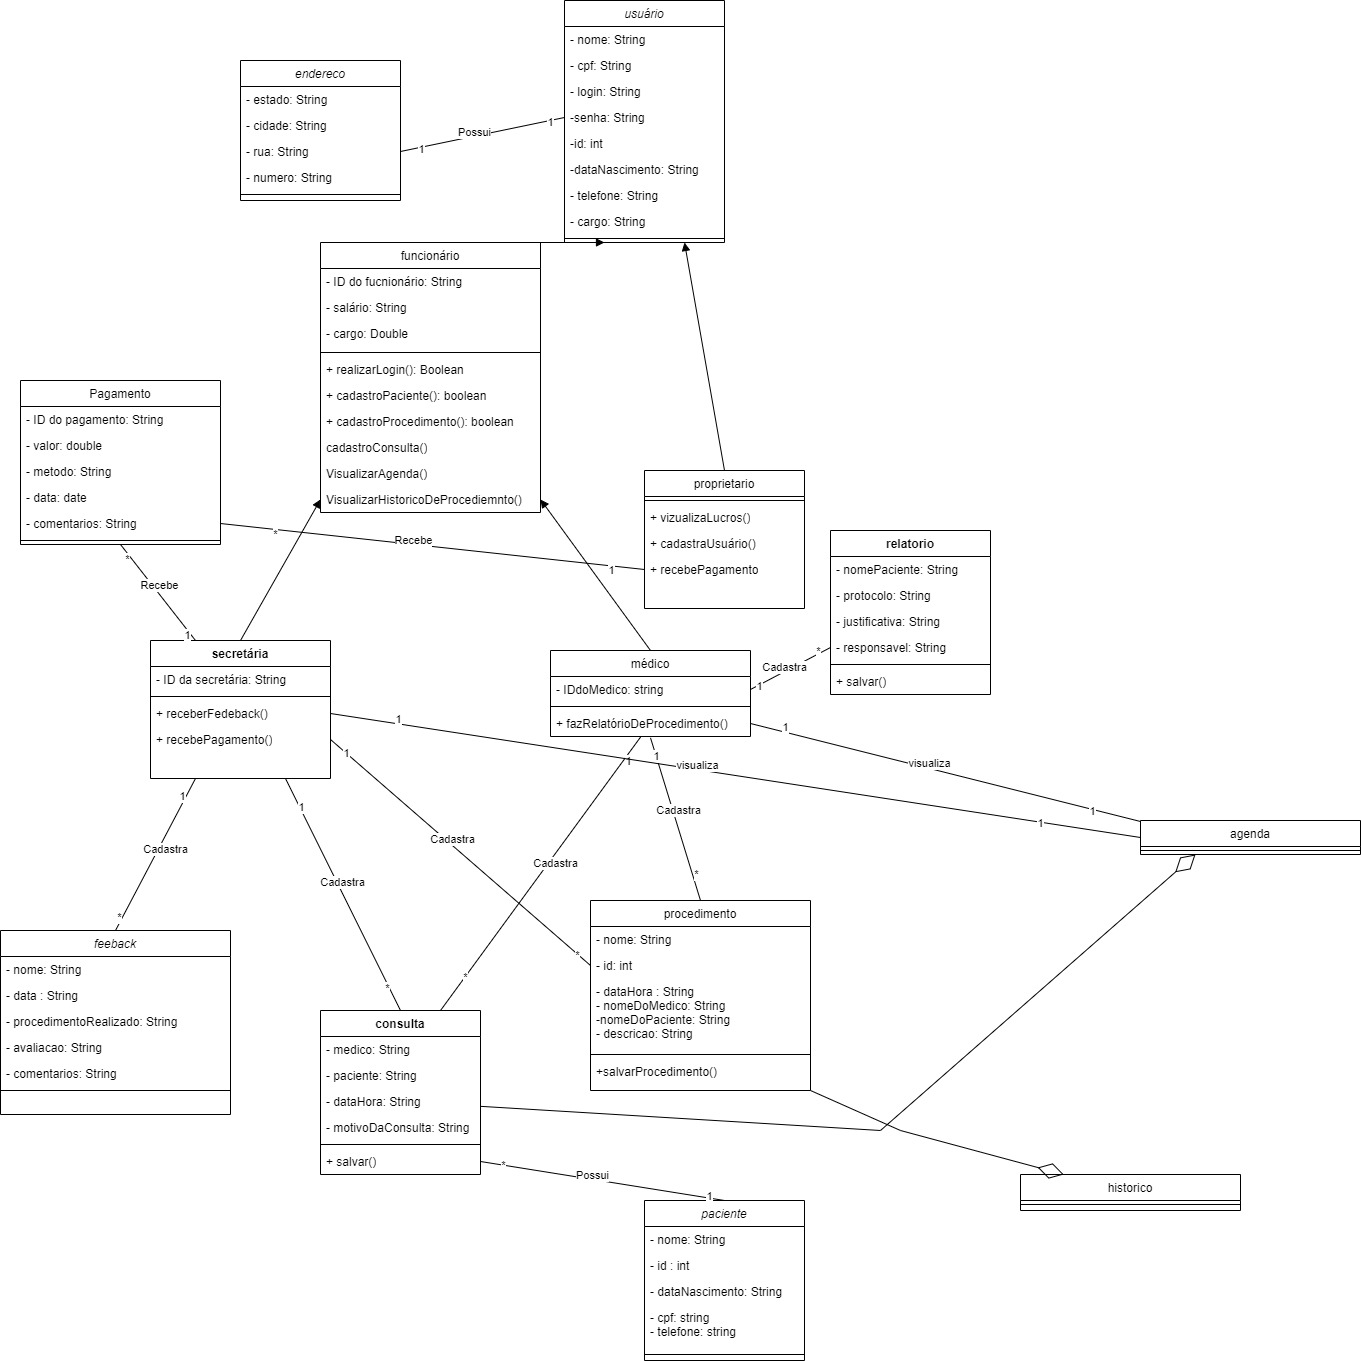 usuário
- nome: String
- cpf: String
- login: String
-senha: String
-id: int
-dataNascimento: String
- telefone: String
- cargo: String
endereco
- estado: String
- cidade: String
- rua: String
- numero: String
1
Possui
1
funcionário
- ID do fucnionário: String
- salário: String
- cargo: Double
+ realizarLogin(): Boolean
+ cadastroPaciente(): boolean
+ cadastroProcedimento(): boolean
cadastroConsulta()
VisualizarAgenda()
VisualizarHistoricoDeProcediemnto()
Pagamento
- ID do pagamento: String
- valor: double
- metodo: String
- data: date
- comentarios: String
proprietario
+ vizualizaLucros()
+ cadastraUsuário()
+ recebePagamento
*
Recebe
1
*
Recebe
1
relatorio
- nomePaciente: String
- protocolo: String
- justificativa: String
- responsavel: String
+ salvar()
secretária
- ID da secretária: String
+ receberFedeback()
+ recebePagamento()
médico
- IDdoMedico: string
+ fazRelatórioDeProcedimento()
1
Cadastra
*
1
visualiza
1
1
visualiza
1
agenda
1
Cadastra
*
1
Cadastra
*
1
Cadastra
*
1
Cadastra
*
1
Cadastra
*
feeback
- nome: String
- data : String
- procedimentoRealizado: String
- avaliacao: String
- comentarios: String
procedimento
- nome: String
- id: int
- dataHora : String
- nomeDoMedico: String
-nomeDoPaciente: String
- descricao: String
+salvarProcedimento()
consulta
- medico: String
- paciente: String
- dataHora: String
- motivoDaConsulta: String
+ salvar()
*
Possui
1
historico
paciente
- nome: String
- id : int
- dataNascimento: String
- cpf: string
- telefone: string